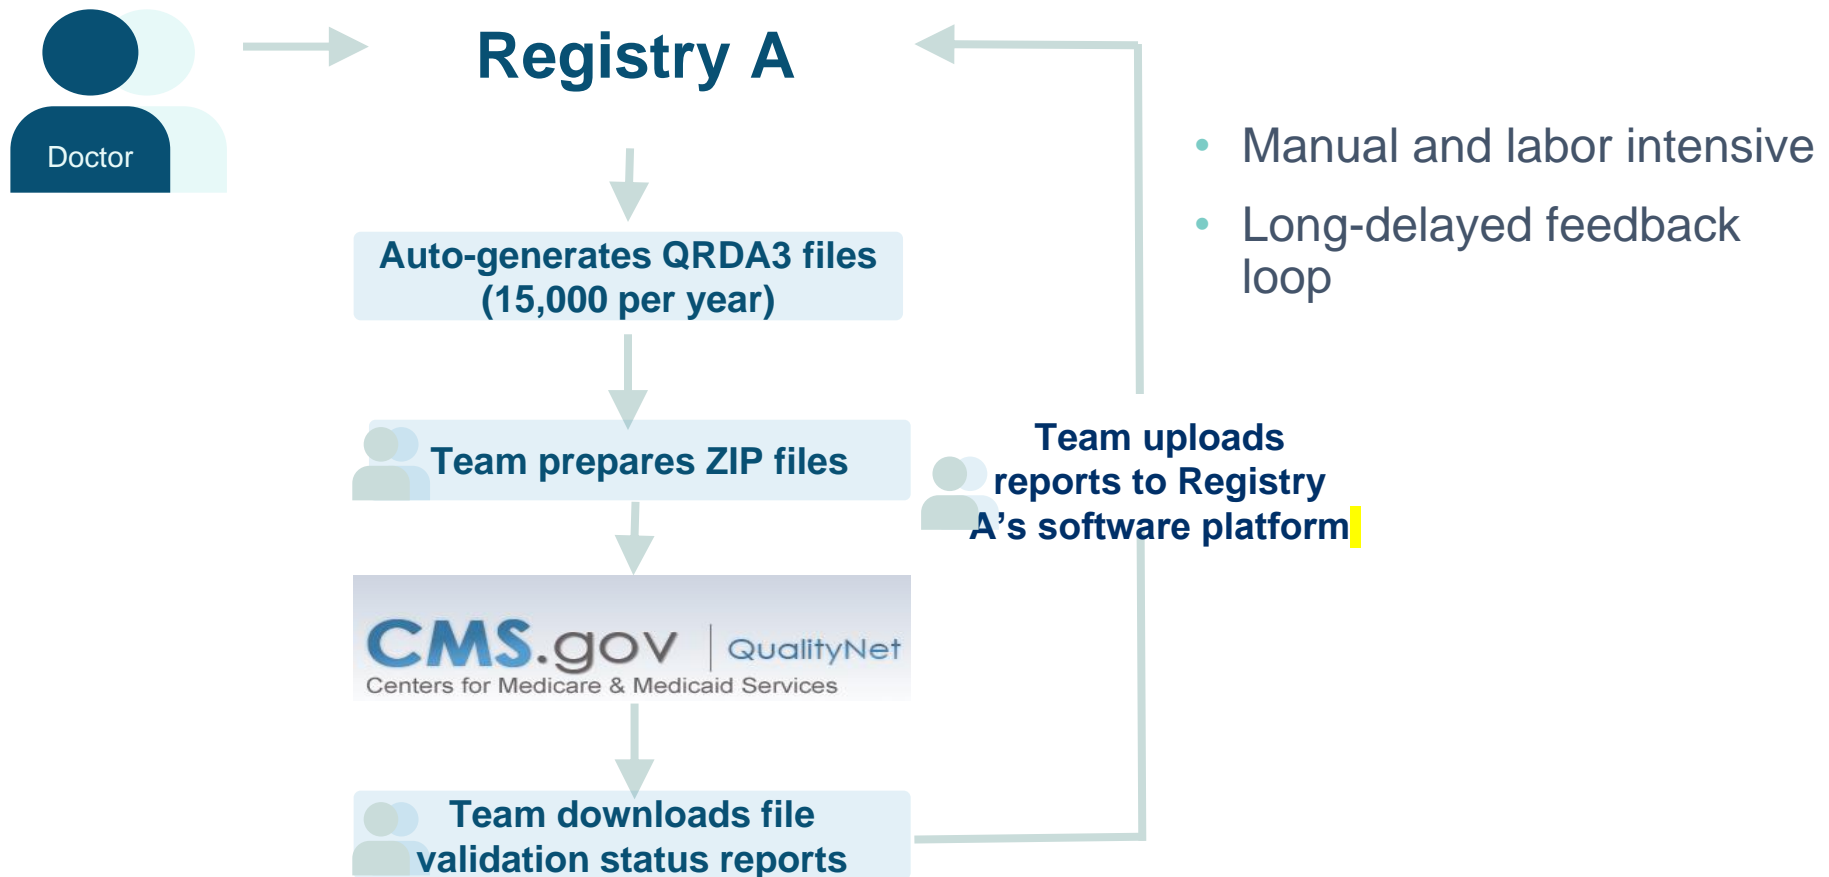 Registry A
Doctor
Auto-generates QRDA3 files
(15,000 per year)
Team prepares ZIP files
CMS.gov | QualityNet
Centers for Medicare & Medicaid Services
Team downloads file
validation status reports
Team uploads
reports to Registry
A’s software platform
• Manual and labor intensive
• Long-delayed feedback
loop